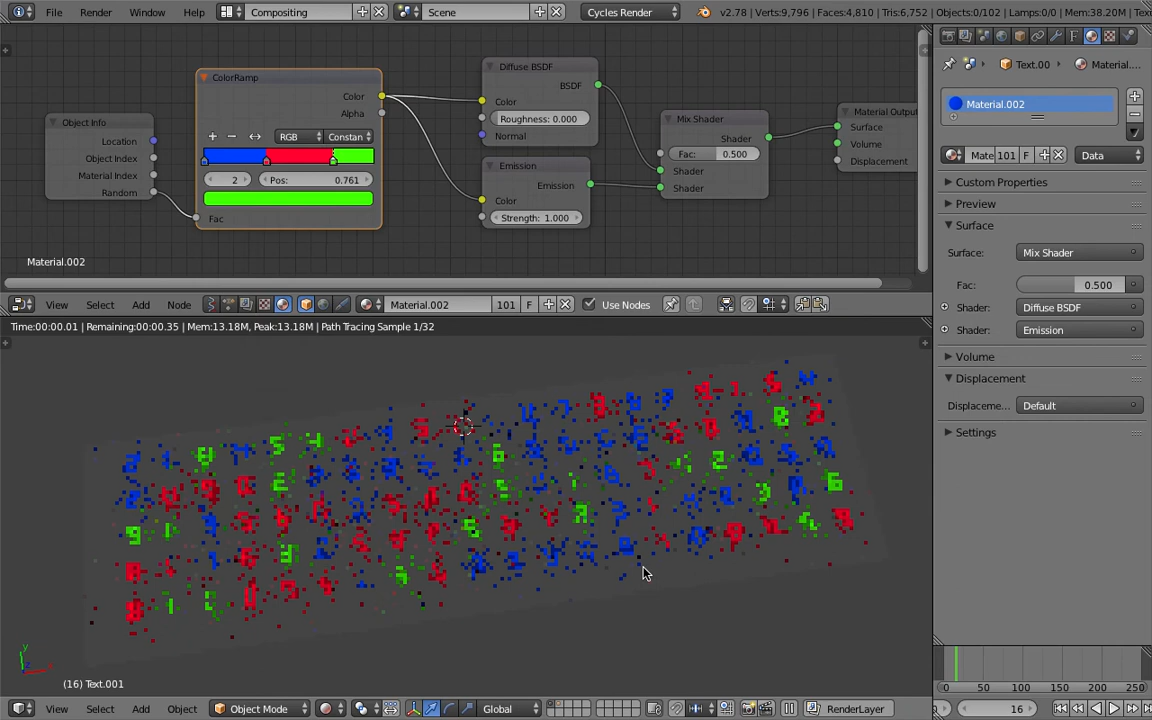 File Render Window Help Compositing Scene Cycles Render v2.78 | Verts:9,796 | Faces:4,810 | Tris:6,752 | Objects:0/102 | Lamps:0/0 | Mem:38.20M |
Object Info
Location
Object Index
Material Index
Random
ColorRamp
Color
Alpha
RGB Constan
2 Pos: 0.761
Fac
Diffuse BSDF
BSDF
Color
Roughness: 0.000
Normal
Emission
Emission
Color
Strength: 1.000
Mix Shader
Shader
Fac: 0.500
Shader
Shader
Material Output
Surface
Volume
Displacement
Material.002
View Select Add Node Material.002 101 F Use Nodes
Time:00:00.01 | Remaining:00:00.35 | Mem:13.18M, Peak:13.18M | Path Tracing Sample 1/32
(16) Text.001
View Select Add Object Object Mode Global RenderLayer
Text.00 Material....
Material.002
Mate 101 F Data
Custom Properties
Preview
Surface
Surface: Mix Shader
Fac: 0.500
Shader: Diffuse BSDF
Shader: Emission
Volume
Displacement
Displaceme... Default
Settings
0 50 100 150 200 250
16